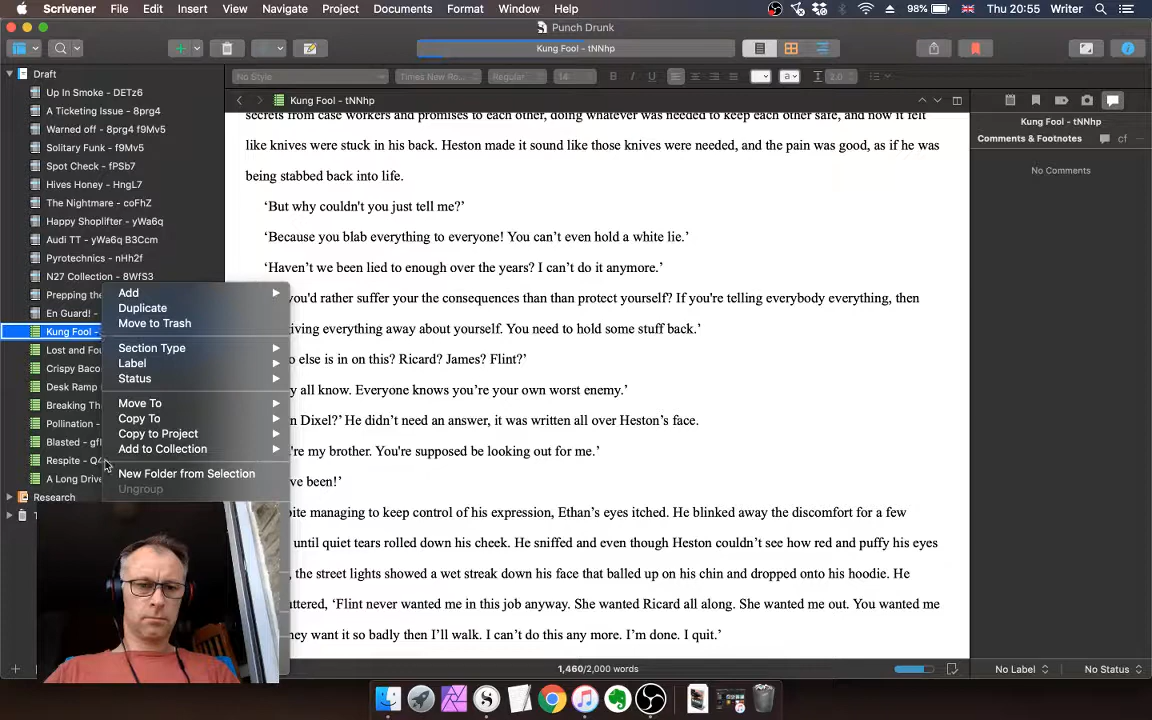 Scrivener File Edit Insert View Navigate Project Documents Format Window Help 98% Thu 20:55 Writer
Punch Drunk
Kung Fool - tNNhp
No Style Times New Ro... Regular 14 B I U a 2.0
Draft
Up In Smoke - DETz6
A Ticketing Issue - 8prg4
Warned off - 8prg4 f9Mv5
Solitary Funk - f9Mv5
Spot Check - fPSb7
Hives Honey - HngL7
The Nightmare - coFhZ
Happy Shoplifter - yWa6q
Audi TT - yWa6q B3Ccm
Pyrotechnics - nHh2f
N27 Collection - 8WfS3
Prepping the
En Guard! -
Kung Fool -
Lost and Fou
Crispy Baco
Desk Ramp
Breaking Th
Pollination -
Blasted - gf
Respite - Q
A Long Drive
Research
T
Add
Duplicate
Move to Trash
Section Type
Label
Status
Move To
Copy To
Copy to Project
Add to Collection
New Folder from Selection
Ungroup
Kung Fool - tNNhp
secrets from case workers and promises to each other, doing whatever was needed to keep each other safe, and now it felt
like knives were stuck in his back. Heston made it sound like those knives were needed, and the pain was good, as if he was
being stabbed back into life.
‘But why couldn't you just tell me?’
‘Because you blab everything to everyone! You can’t even hold a white lie.’
‘Haven’t we been lied to enough over the years? I can’t do it anymore.’
you'd rather suffer your the consequences than than protect yourself? If you're telling everybody everything, then
iving everything away about yourself. You need to hold some stuff back.’
o else is in on this? Ricard? James? Flint?’
y all know. Everyone knows you’re your own worst enemy.’
n Dixel?’ He didn’t need an answer, it was written all over Heston’s face.
’re my brother. You're supposed be looking out for me.’
ve been!’
ite managing to keep control of his expression, Ethan’s eyes itched. He blinked away the discomfort for a few
until quiet tears rolled down his cheek. He sniffed and even though Heston couldn’t see how red and puffy his eyes
, the street lights showed a wet streak down his face that balled up on his chin and dropped onto his hoodie. He
uttered, ‘Flint never wanted me in this job anyway. She wanted Ricard all along. She wanted me out. You wanted me
hey want it so badly then I’ll walk. I can’t do this any more. I’m done. I quit.’
1,460/2,000 words
Kung Fool - tNNhp
Comments & Footnotes cf
No Comments
No Label No Status